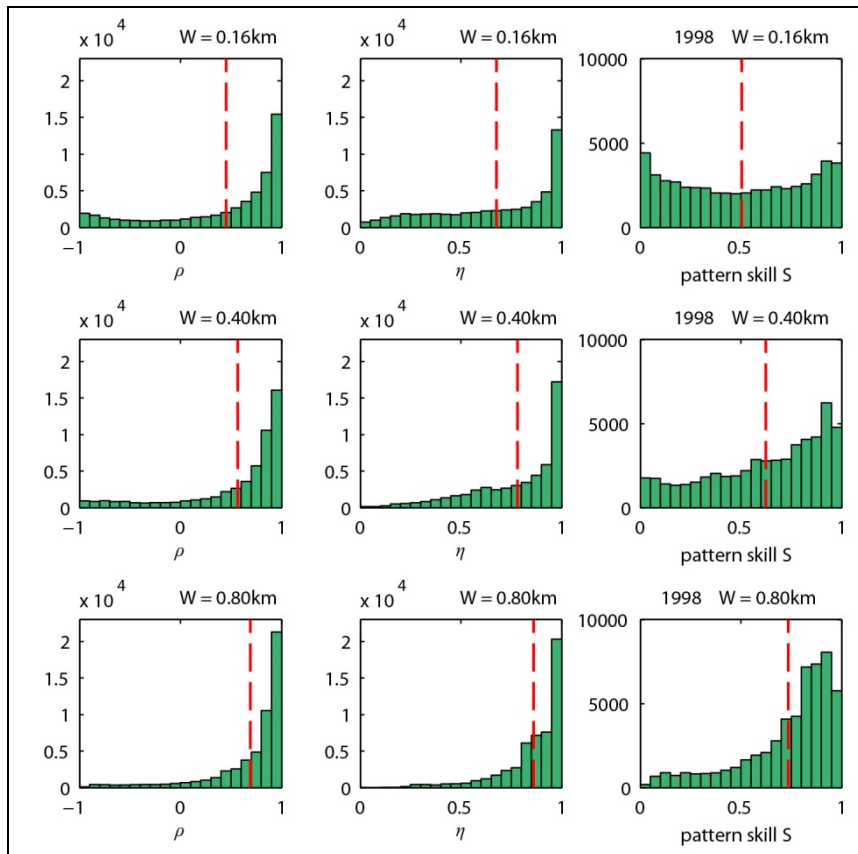 x 10^4 W = 0.16km x 10^4 W = 0.16km 1998 W = 0.16km
2 2 10000
1.5 1.5
1 1 5000
0.5 0.5
0 0 0
−1 0 1 0 0.5 1 0 0.5 1
ρ η pattern skill S
x 10^4 W = 0.40km x 10^4 W = 0.40km 1998 W = 0.40km
2 2 10000
1.5 1.5
1 1 5000
0.5 0.5
0 0 0
−1 0 1 0 0.5 1 0 0.5 1
ρ η pattern skill S
x 10^4 W = 0.80km x 10^4 W = 0.80km 1998 W = 0.80km
2 2 10000
1.5 1.5
1 1 5000
0.5 0.5
0 0 0
−1 0 1 0 0.5 1 0 0.5 1
ρ η pattern skill S